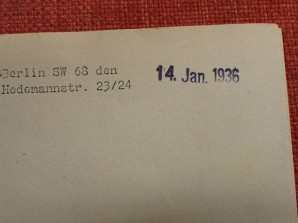 Berlin SW 68 den 14. Jan. 1936
Hedemannstr. 23/24